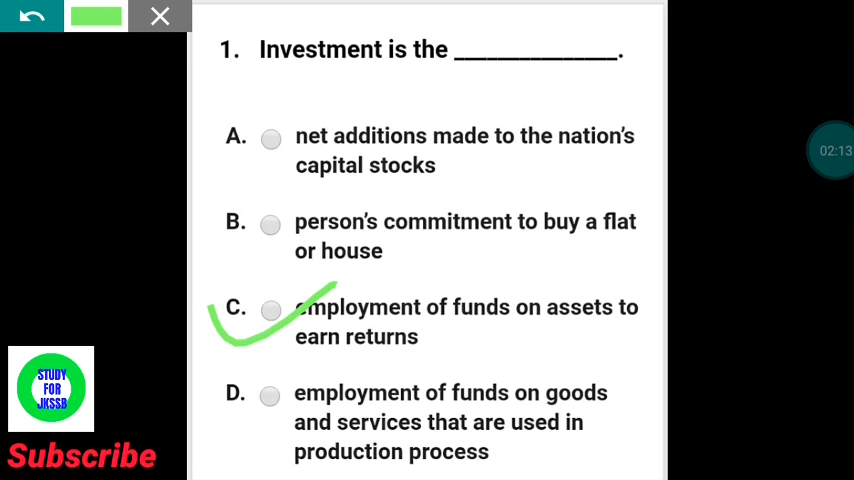 1. Investment is the ______________.
A. net additions made to the nation's
capital stocks
B. person's commitment to buy a flat
or house
C. employment of funds on assets to
earn returns
D. employment of funds on goods
and services that are used in
production process
02:13
STUDY
FOR
JKSSB
Subscribe